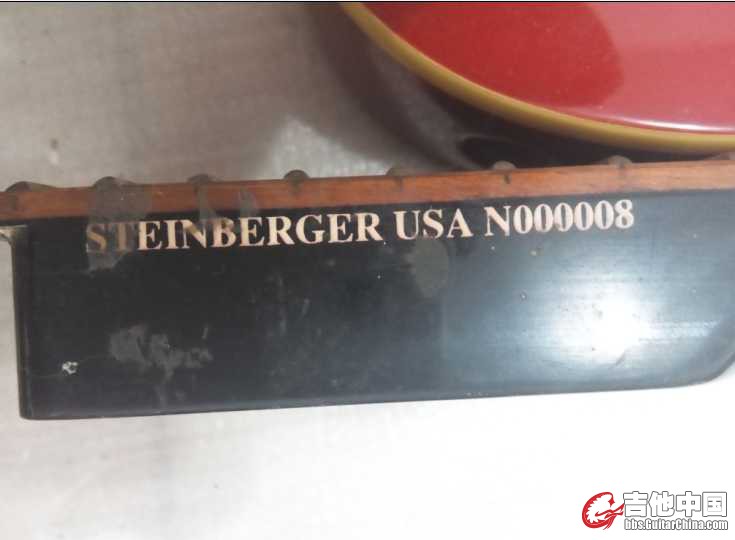 STEINBERGER USA N000008
吉他中国
bbs.GuitarChina.com